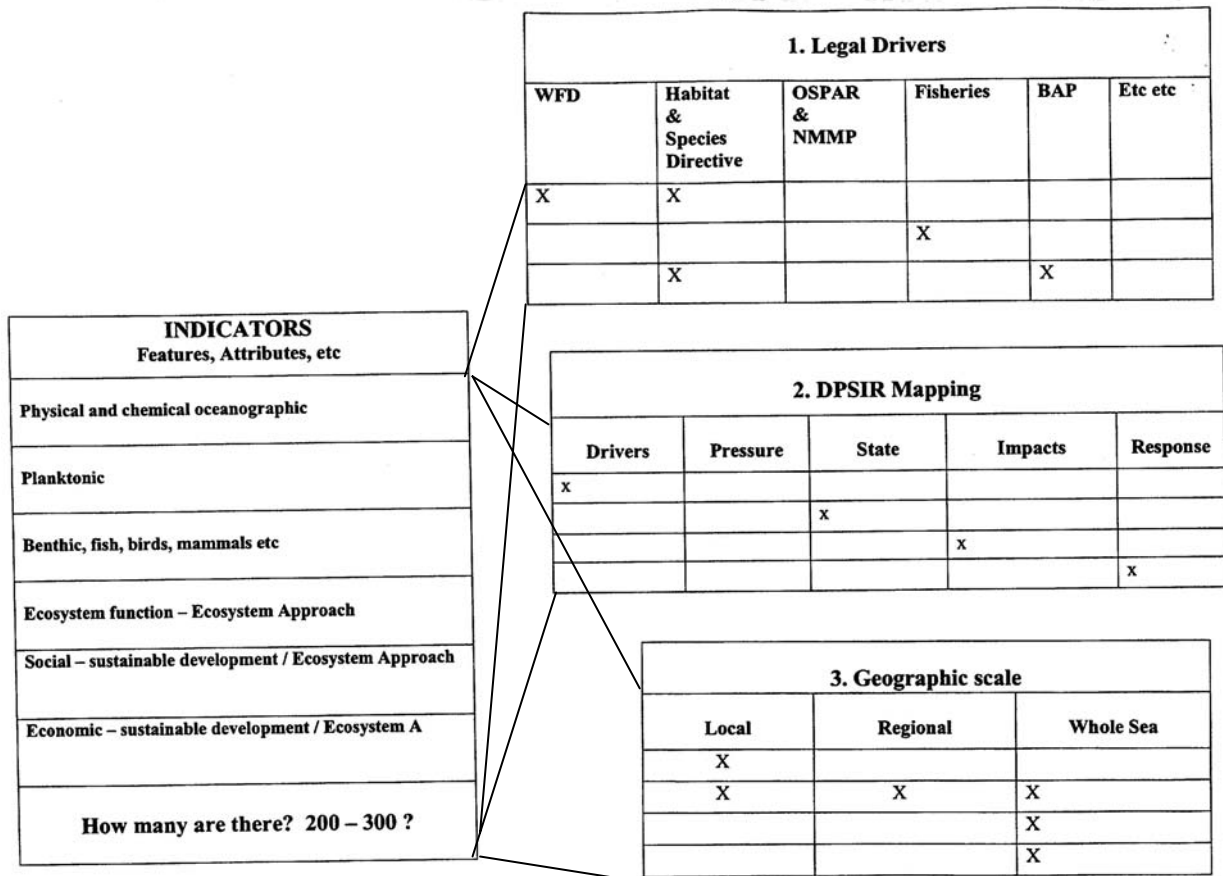 1. Legal Drivers
WFD
Habitat
&
Species
Directive
OSPAR
&
NMMP
Fisheries
BAP
Etc etc
X X
X
X X
INDICATORS
Features, Attributes, etc
Physical and chemical oceanographic
Planktonic
Benthic, fish, birds, mammals etc
Ecosystem function – Ecosystem Approach
Social – sustainable development / Ecosystem Approach
Economic – sustainable development / Ecosystem A
How many are there? 200 – 300 ?
2. DPSIR Mapping
Drivers Pressure State Impacts Response
x
x
x
x
3. Geographic scale
Local Regional Whole Sea
X
X X X
X
X